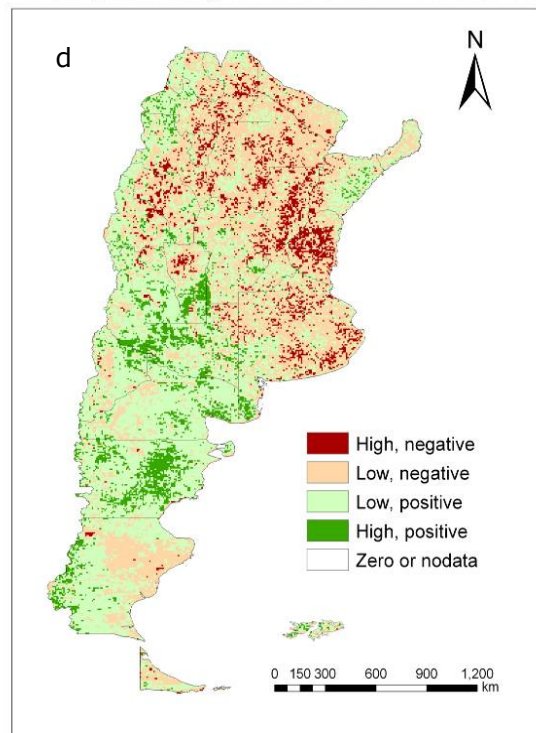 d
N
High, negative
Low, negative
Low, positive
High, positive
Zero or nodata
0 150 300 600 900 1,200
km